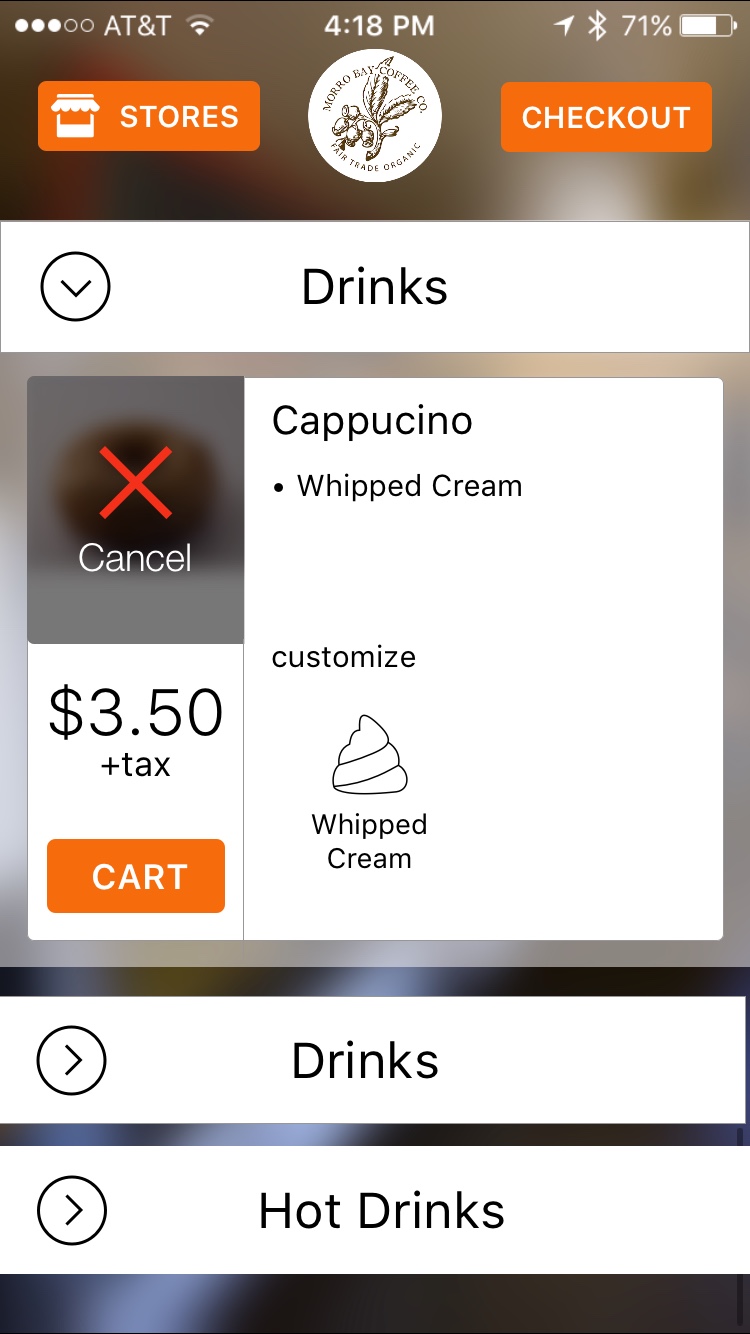 AT&T 4:18 PM 71%
STORES
MORRO BAY COFFEE CO.
FAIR TRADE ORGANIC
CHECKOUT
Drinks
Cancel
Cappucino
• Whipped Cream
customize
$3.50
+tax
Whipped
Cream
CART
Drinks
Hot Drinks